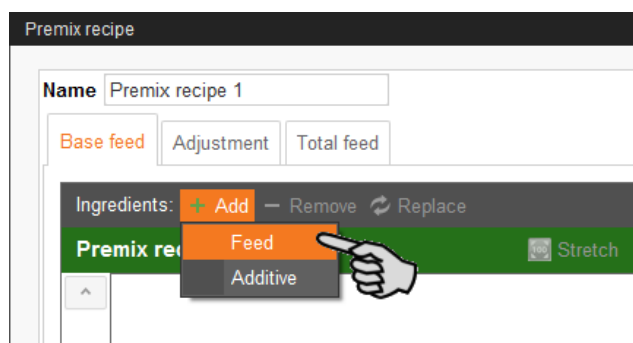 Premix recipe
Name Premix recipe 1
Base feed Adjustment Total feed
Ingredients: + Add − Remove Replace
Premix rec 100 Stretch
Feed
Additive